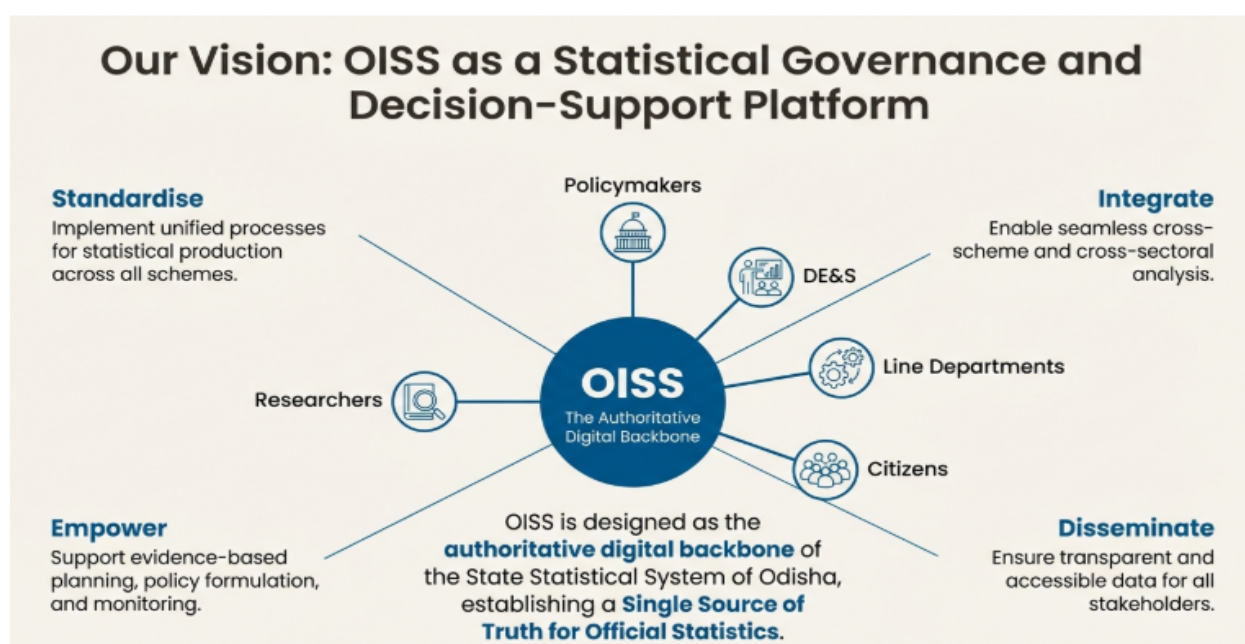 Our Vision: OISS as a Statistical Governance and
Decision-Support Platform
Standardise
Implement unified processes
for statistical production
across all schemes.
Policymakers
DE&S
Integrate
Enable seamless cross-
scheme and cross-sectoral
analysis.
Researchers
OISS
The Authoritative
Digital Backbone
Line Departments
Citizens
Empower
Support evidence-based
planning, policy formulation,
and monitoring.
OISS is designed as the
authoritative digital backbone of
the State Statistical System of Odisha,
establishing a Single Source of
Truth for Official Statistics.
Disseminate
Ensure transparent and
accessible data for all
stakeholders.